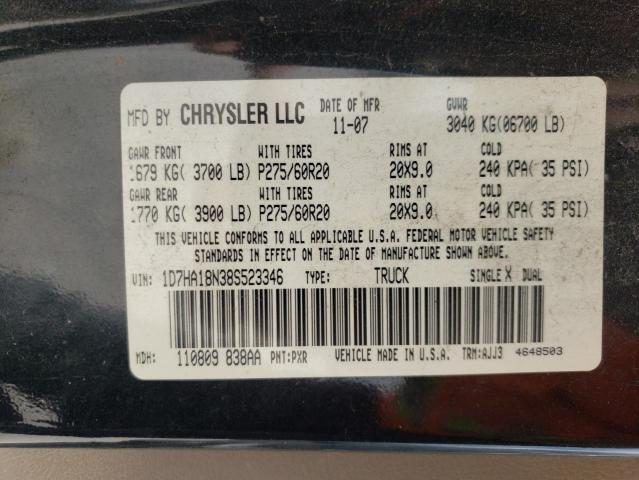 MFD BY CHRYSLER LLC DATE OF MFR GVWR
11-07 3040 KG(06700 LB)
GAWR FRONT WITH TIRES RIMS AT COLD
1679 KG( 3700 LB) P275/60R20 20X9.0 240 KPA( 35 PSI)
GAWR REAR WITH TIRES RIMS AT COLD
1770 KG( 3900 LB) P275/60R20 20X9.0 240 KPA( 35 PSI)
THIS VEHICLE CONFORMS TO ALL APPLICABLE U.S.A. FEDERAL MOTOR VEHICLE SAFETY
STANDARDS IN EFFECT ON THE DATE OF MANUFACTURE SHOWN ABOVE.
VIN: 1D7HA18N38S523346 TYPE: TRUCK SINGLE X DUAL
MDH: 110809 838AA PNT:PXR VEHICLE MADE IN U.S.A. TRM:AJJ3 4648503